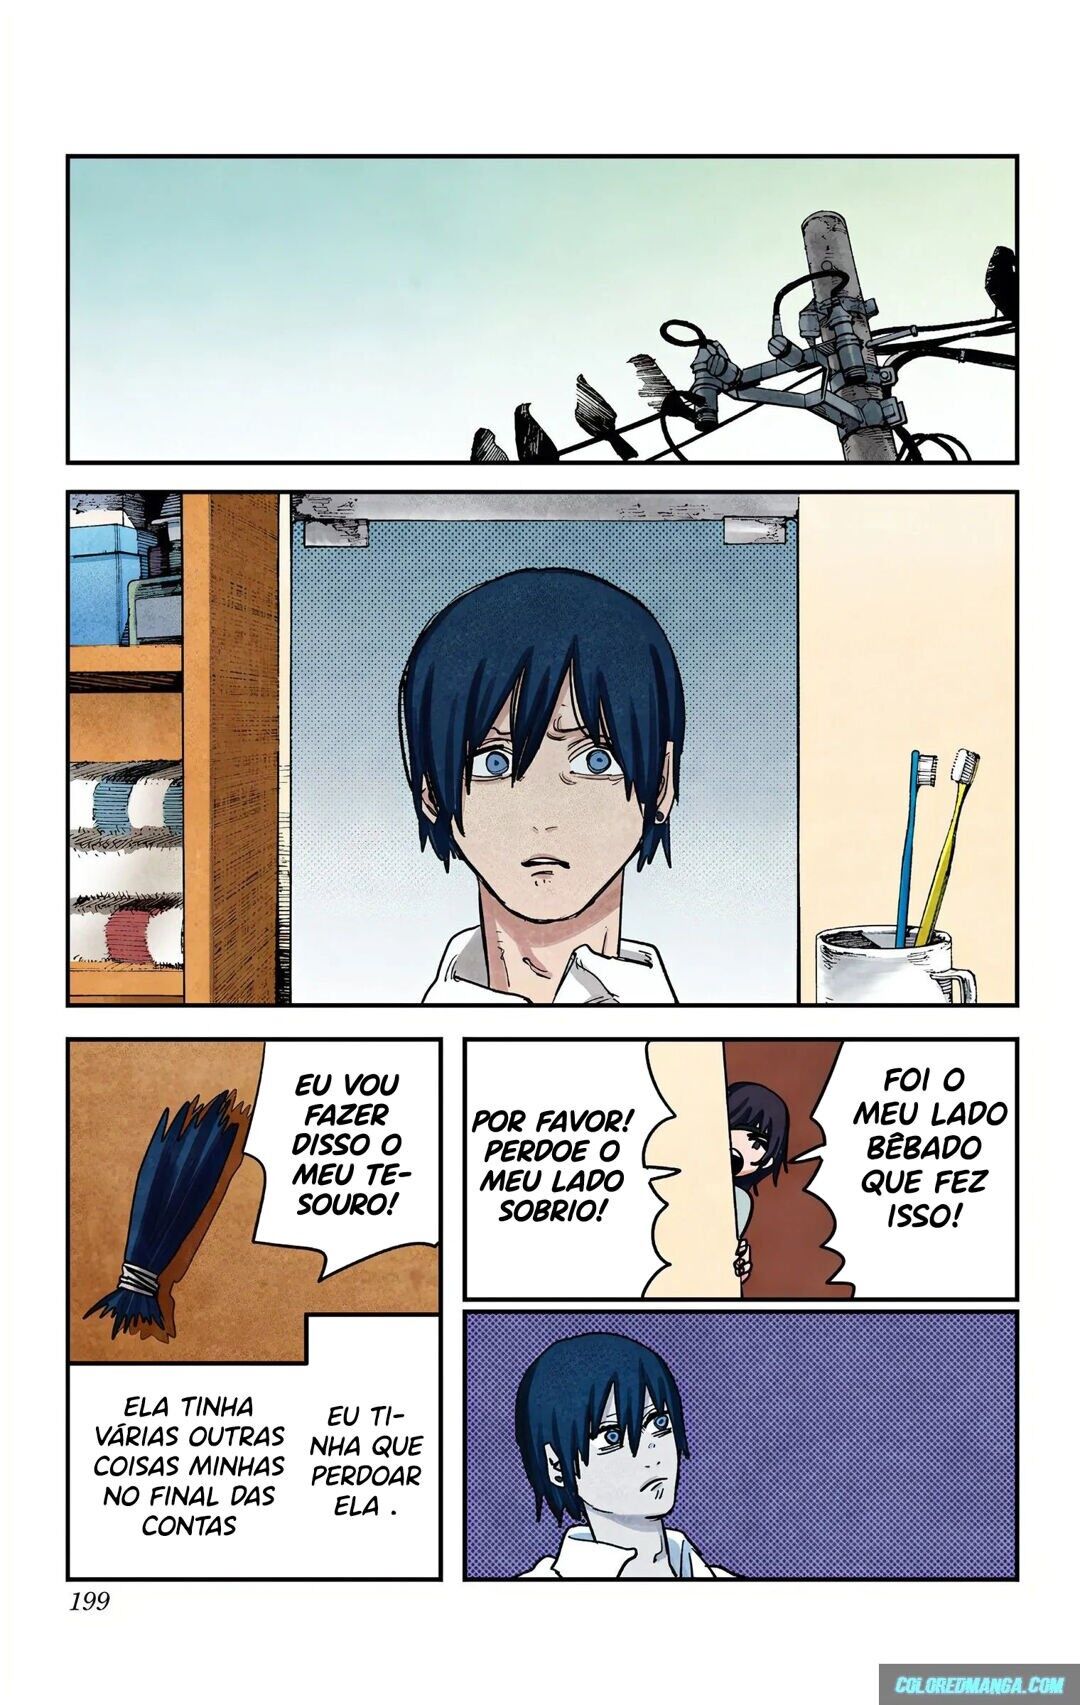 FOI O
MEU LADO
BÊBADO
QUE FEZ
ISSO!
POR FAVOR!
PERDOE O
MEU LADO
SOBRIO!
EU VOU
FAZER
DISSO O
MEU TE-
SOURO!
EU TI-
NHA QUE
PERDOAR
ELA .
ELA TINHA
VÁRIAS OUTRAS
COISAS MINHAS
NO FINAL DAS
CONTAS
199
COLOREDMANGA.COM